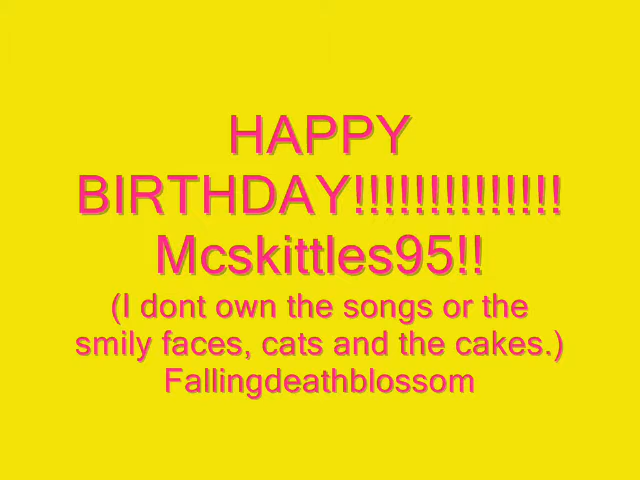 HAPPY
BIRTHDAY!!!!!!!!!!!!!!
Mcskittles95!!
(I dont own the songs or the
smily faces, cats and the cakes.)
Fallingdeathblossom